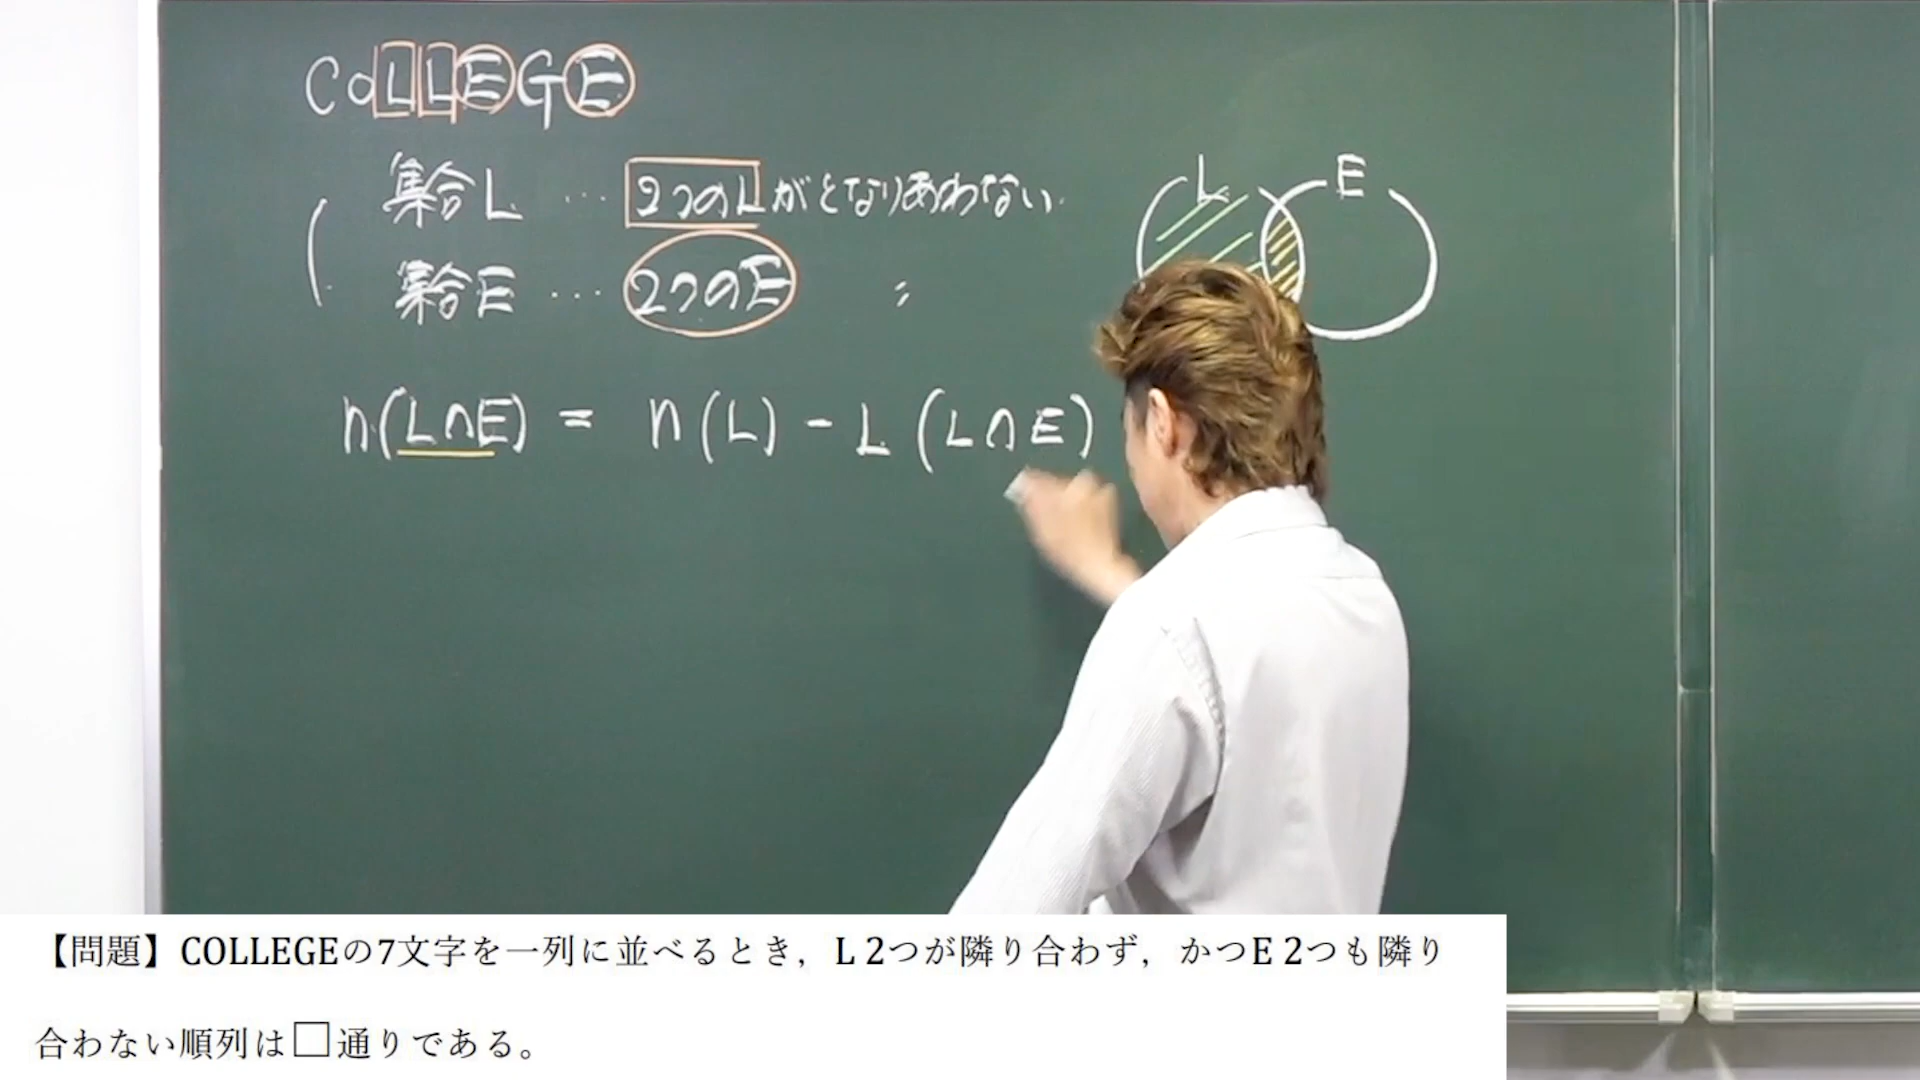 COLLEGE
集合L … 2つのLがとなりあわない.
集合E … 2つのE 〃
L E
n(L∩E) = n(L) - L(L∩E)
【問題】COLLEGEの7文字を一列に並べるとき，L 2つが隣り合わず，かつE 2つも隣り
合わない順列は□通りである。